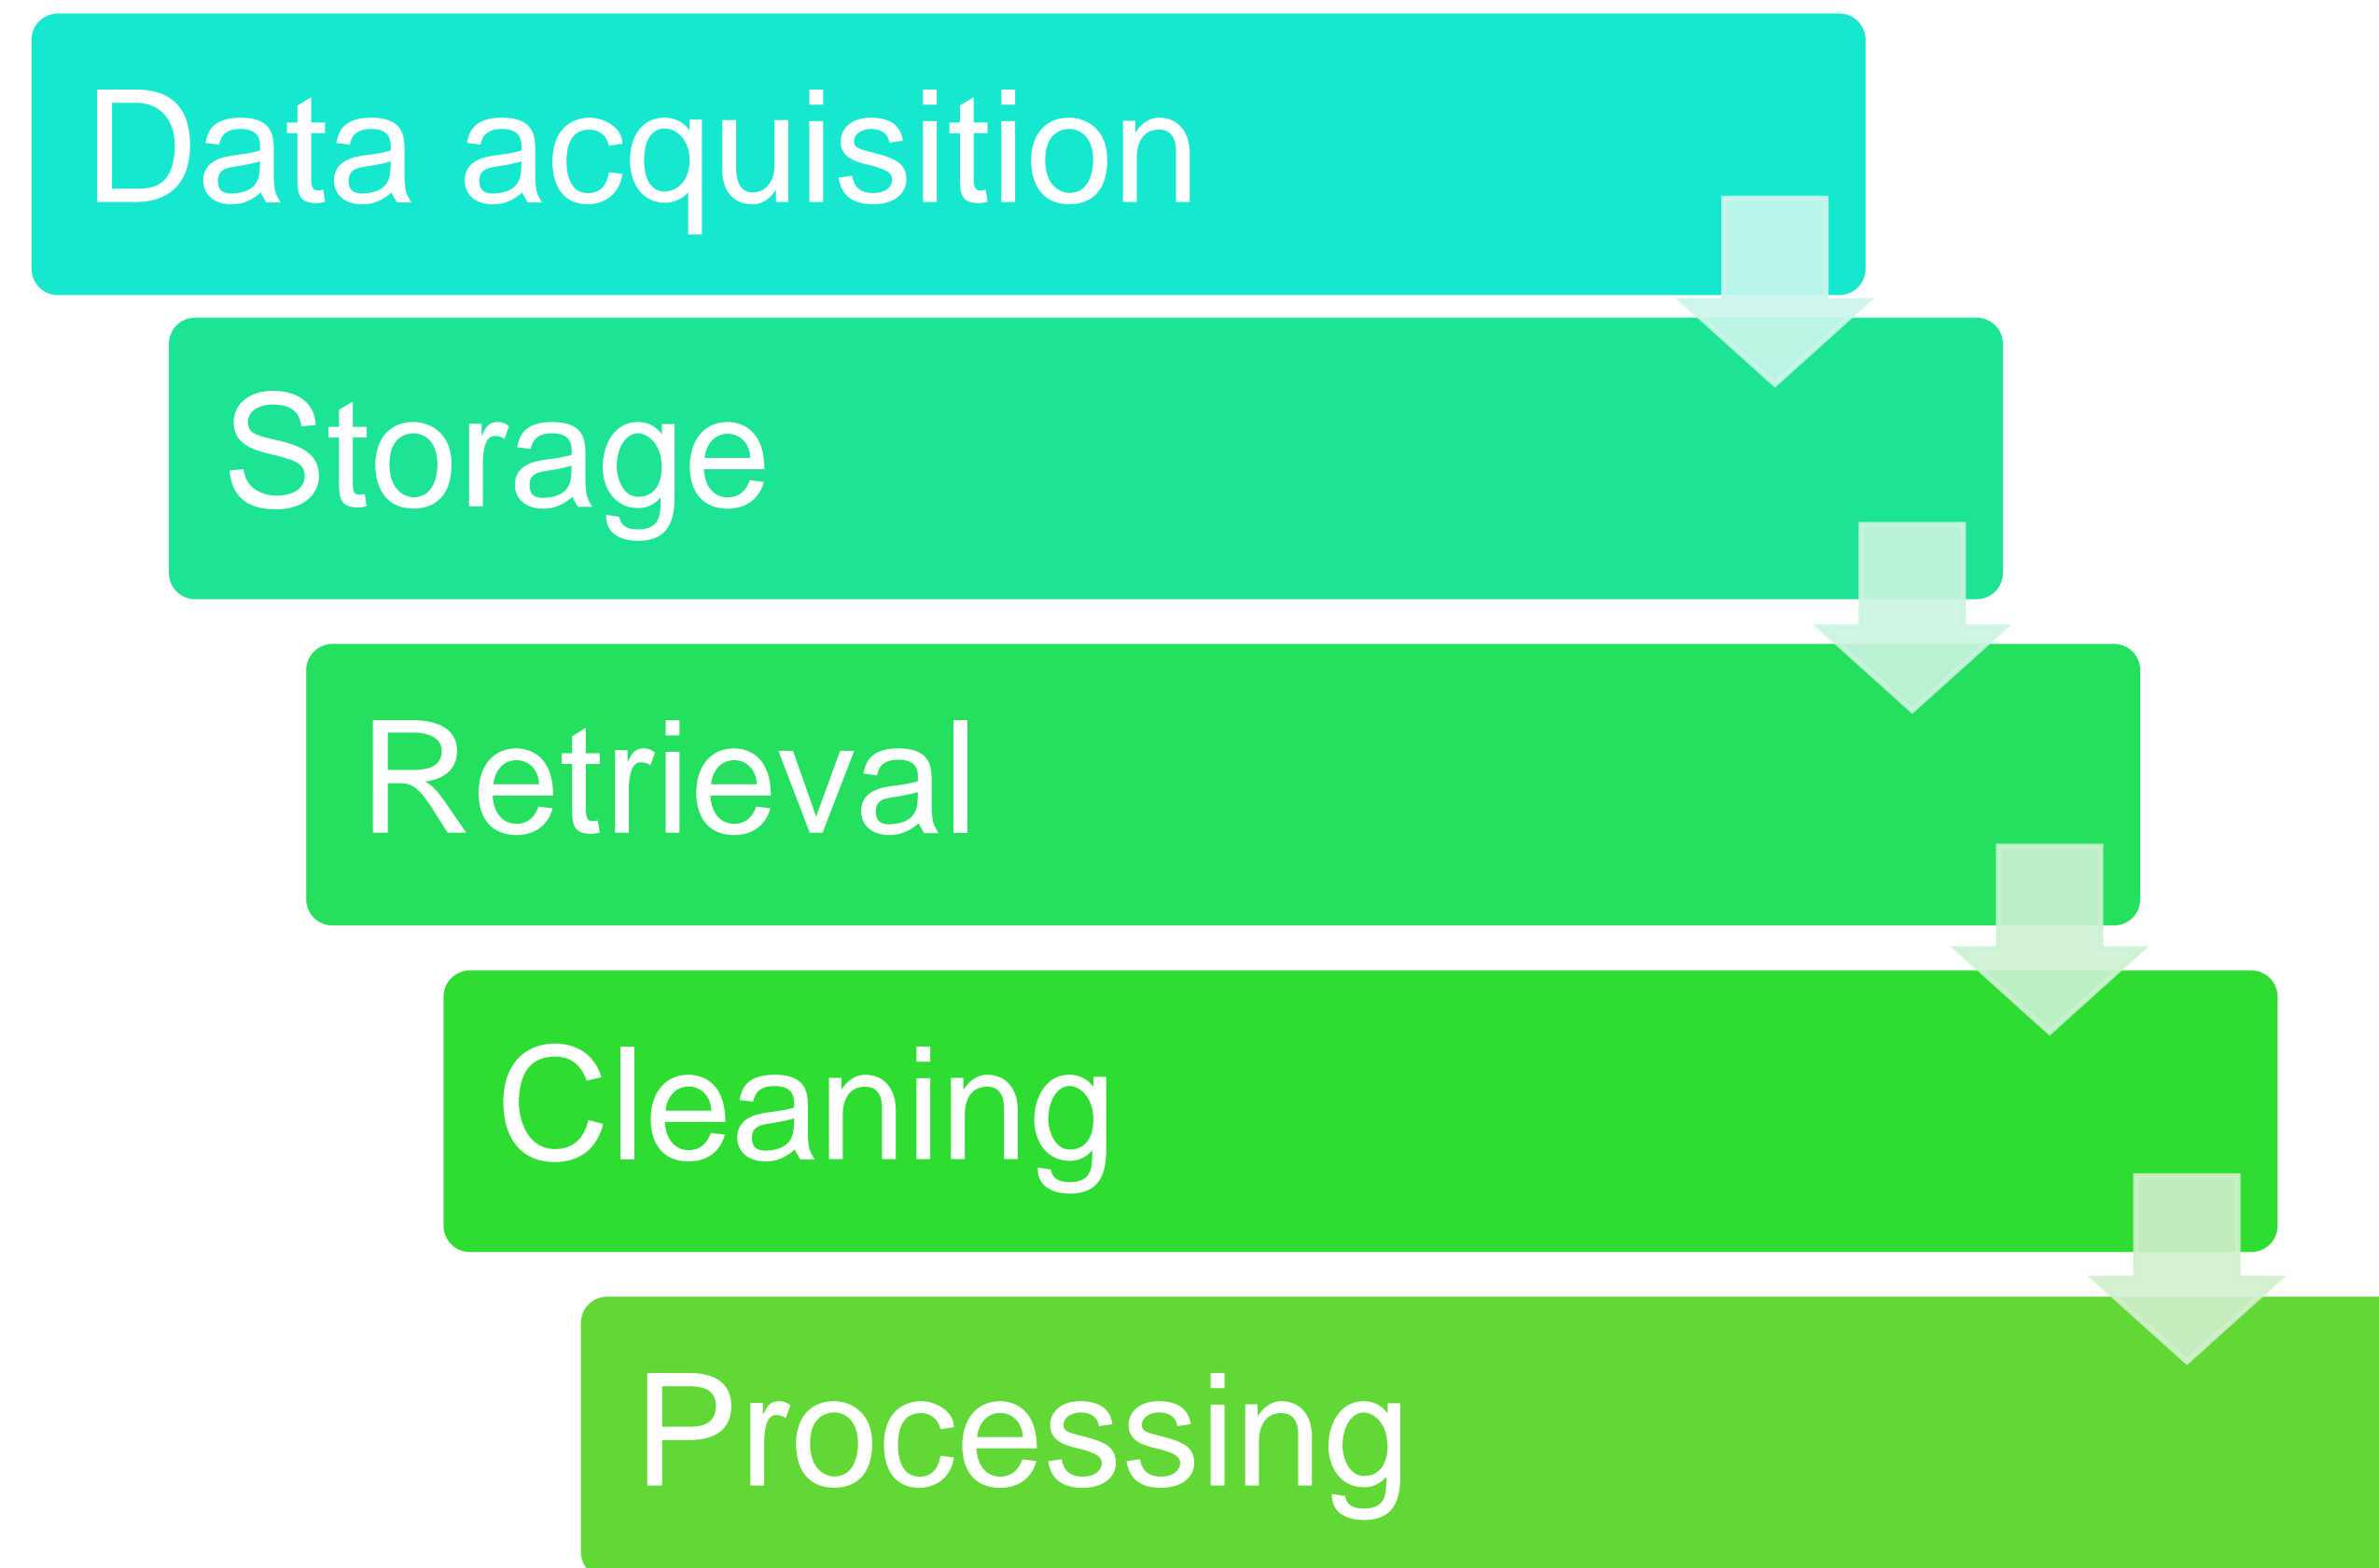 Data acquisition
Storage
Retrieval
Cleaning
Processing